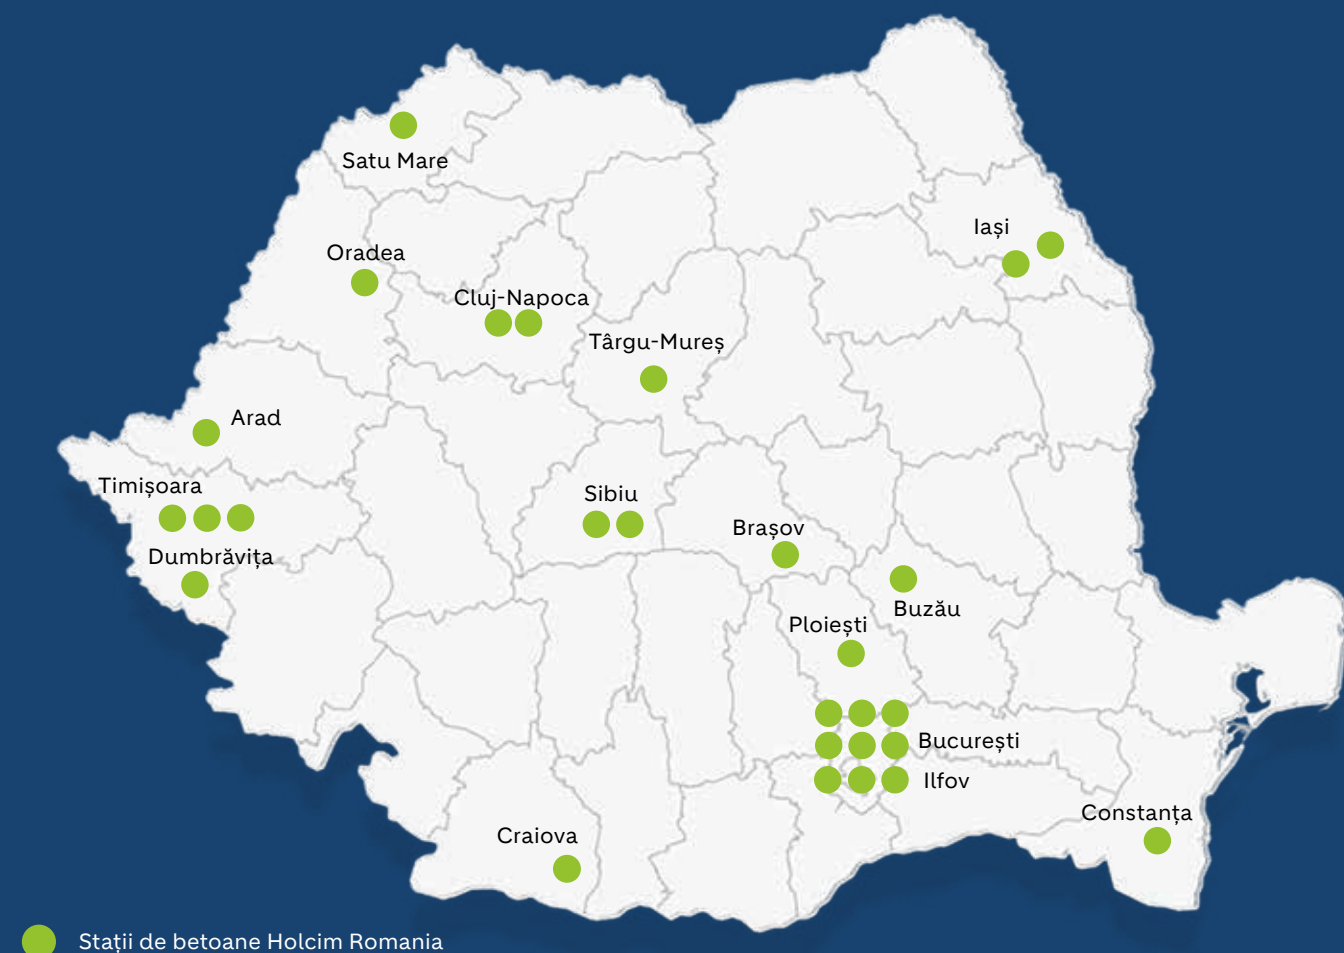 Satu Mare
Iași
Oradea
Cluj-Napoca
Târgu-Mureș
Arad
Timișoara
Sibiu
Brașov
Dumbrăvița
Buzău
Ploiești
București
Ilfov
Constanța
Craiova
Stații de betoane Holcim Romania